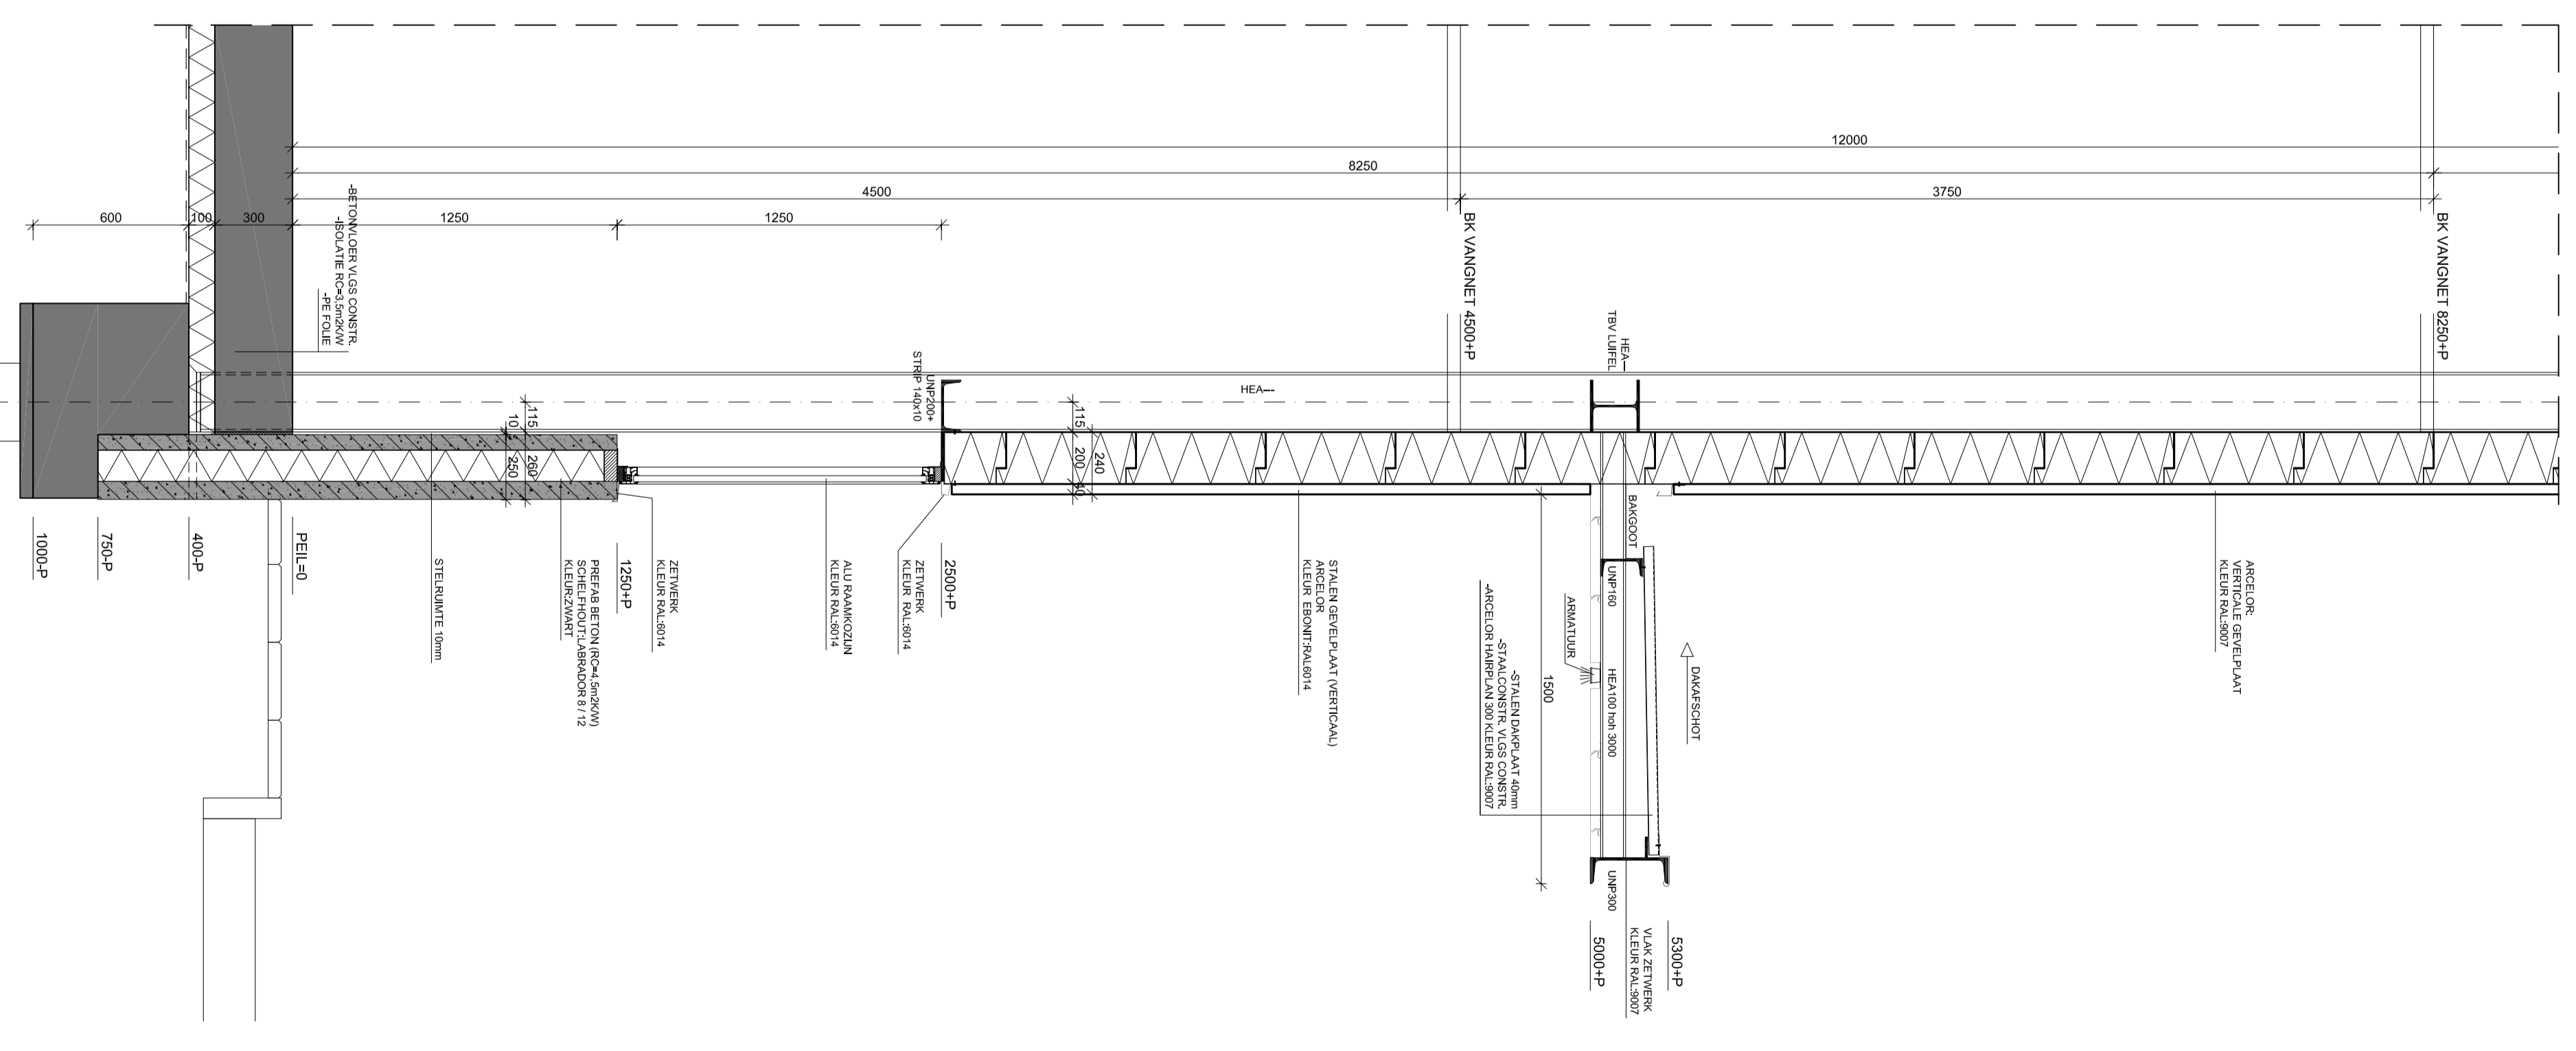 12000
8250
4500
3750
600
100
300
1250
1250
BK VANGNET 4500+P
BK VANGNET 8250+P
-BETONVLOER VLGS CONSTR.
-ISOLATIE RC=3,5m2K/W
-PE FOLIE
HEA---
TBV LUIFEL
UNP200+
STRIP 140x10
HEA---
115
10
260
250
115
200
40
240
BAKGOOT
UNP160
HEA100 hoh 3000
UNP300
ARMATUUR
1500
DAKAFSCHOT
-STALEN DAKPLAAT 40mm
-STAALCONSTR. VLGS CONSTR.
-ARCELOR HAIRPLAN 300 KLEUR RAL:9007
ARCELOR:
VERTICALE GEVELPLAAT
KLEUR RAL:9007
STALEN GEVELPLAAT (VERTICAAL)
ARCELOR
KLEUR EBONIT:RAL6014
2500+P
ZETWERK
KLEUR RAL:6014
ALU RAAMKOZIJN
KLEUR RAL:6014
ZETWERK
KLEUR RAL:6014
1250+P
PREFAB BETON (RC=4,5m2K/W)
SCHELFHOUT:LABRADOR 8 / 12
KLEUR:ZWART
STELRUIMTE 10mm
PEIL=0
400-P
750-P
1000-P
5300+P
5000+P
VLAK ZETWERK
KLEUR RAL:9007